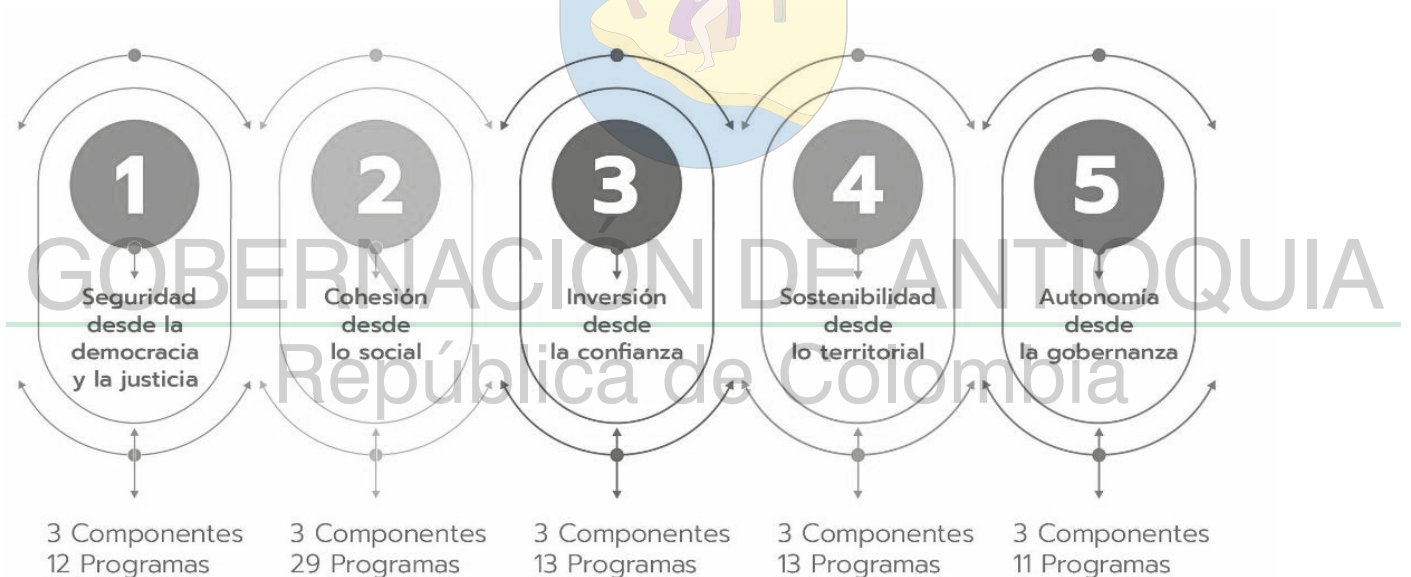 1
Seguridad
desde la
democracia
y la justicia
3 Componentes
12 Programas
2
Cohesión
desde
lo social
3 Componentes
29 Programas
3
Inversión
desde
la confianza
3 Componentes
13 Programas
4
Sostenibilidad
desde
lo territorial
3 Componentes
13 Programas
5
Autonomía
desde
la gobernanza
3 Componentes
11 Programas
GOBERNACIÓN DE ANTIOQUIA
República de Colombia